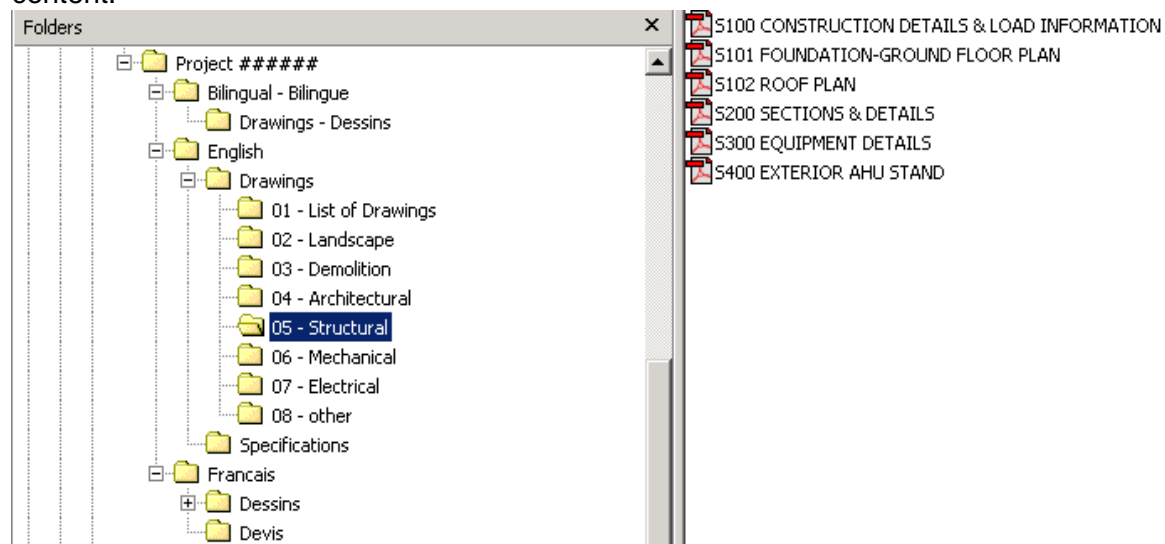 content.
Folders
Project ######
Bilingual - Bilingue
Drawings - Dessins
English
Drawings
01 - List of Drawings
02 - Landscape
03 - Demolition
04 - Architectural
05 - Structural
06 - Mechanical
07 - Electrical
08 - other
Specifications
Francais
Dessins
Devis
S100 CONSTRUCTION DETAILS & LOAD INFORMATION
S101 FOUNDATION-GROUND FLOOR PLAN
S102 ROOF PLAN
S200 SECTIONS & DETAILS
S300 EQUIPMENT DETAILS
S400 EXTERIOR AHU STAND